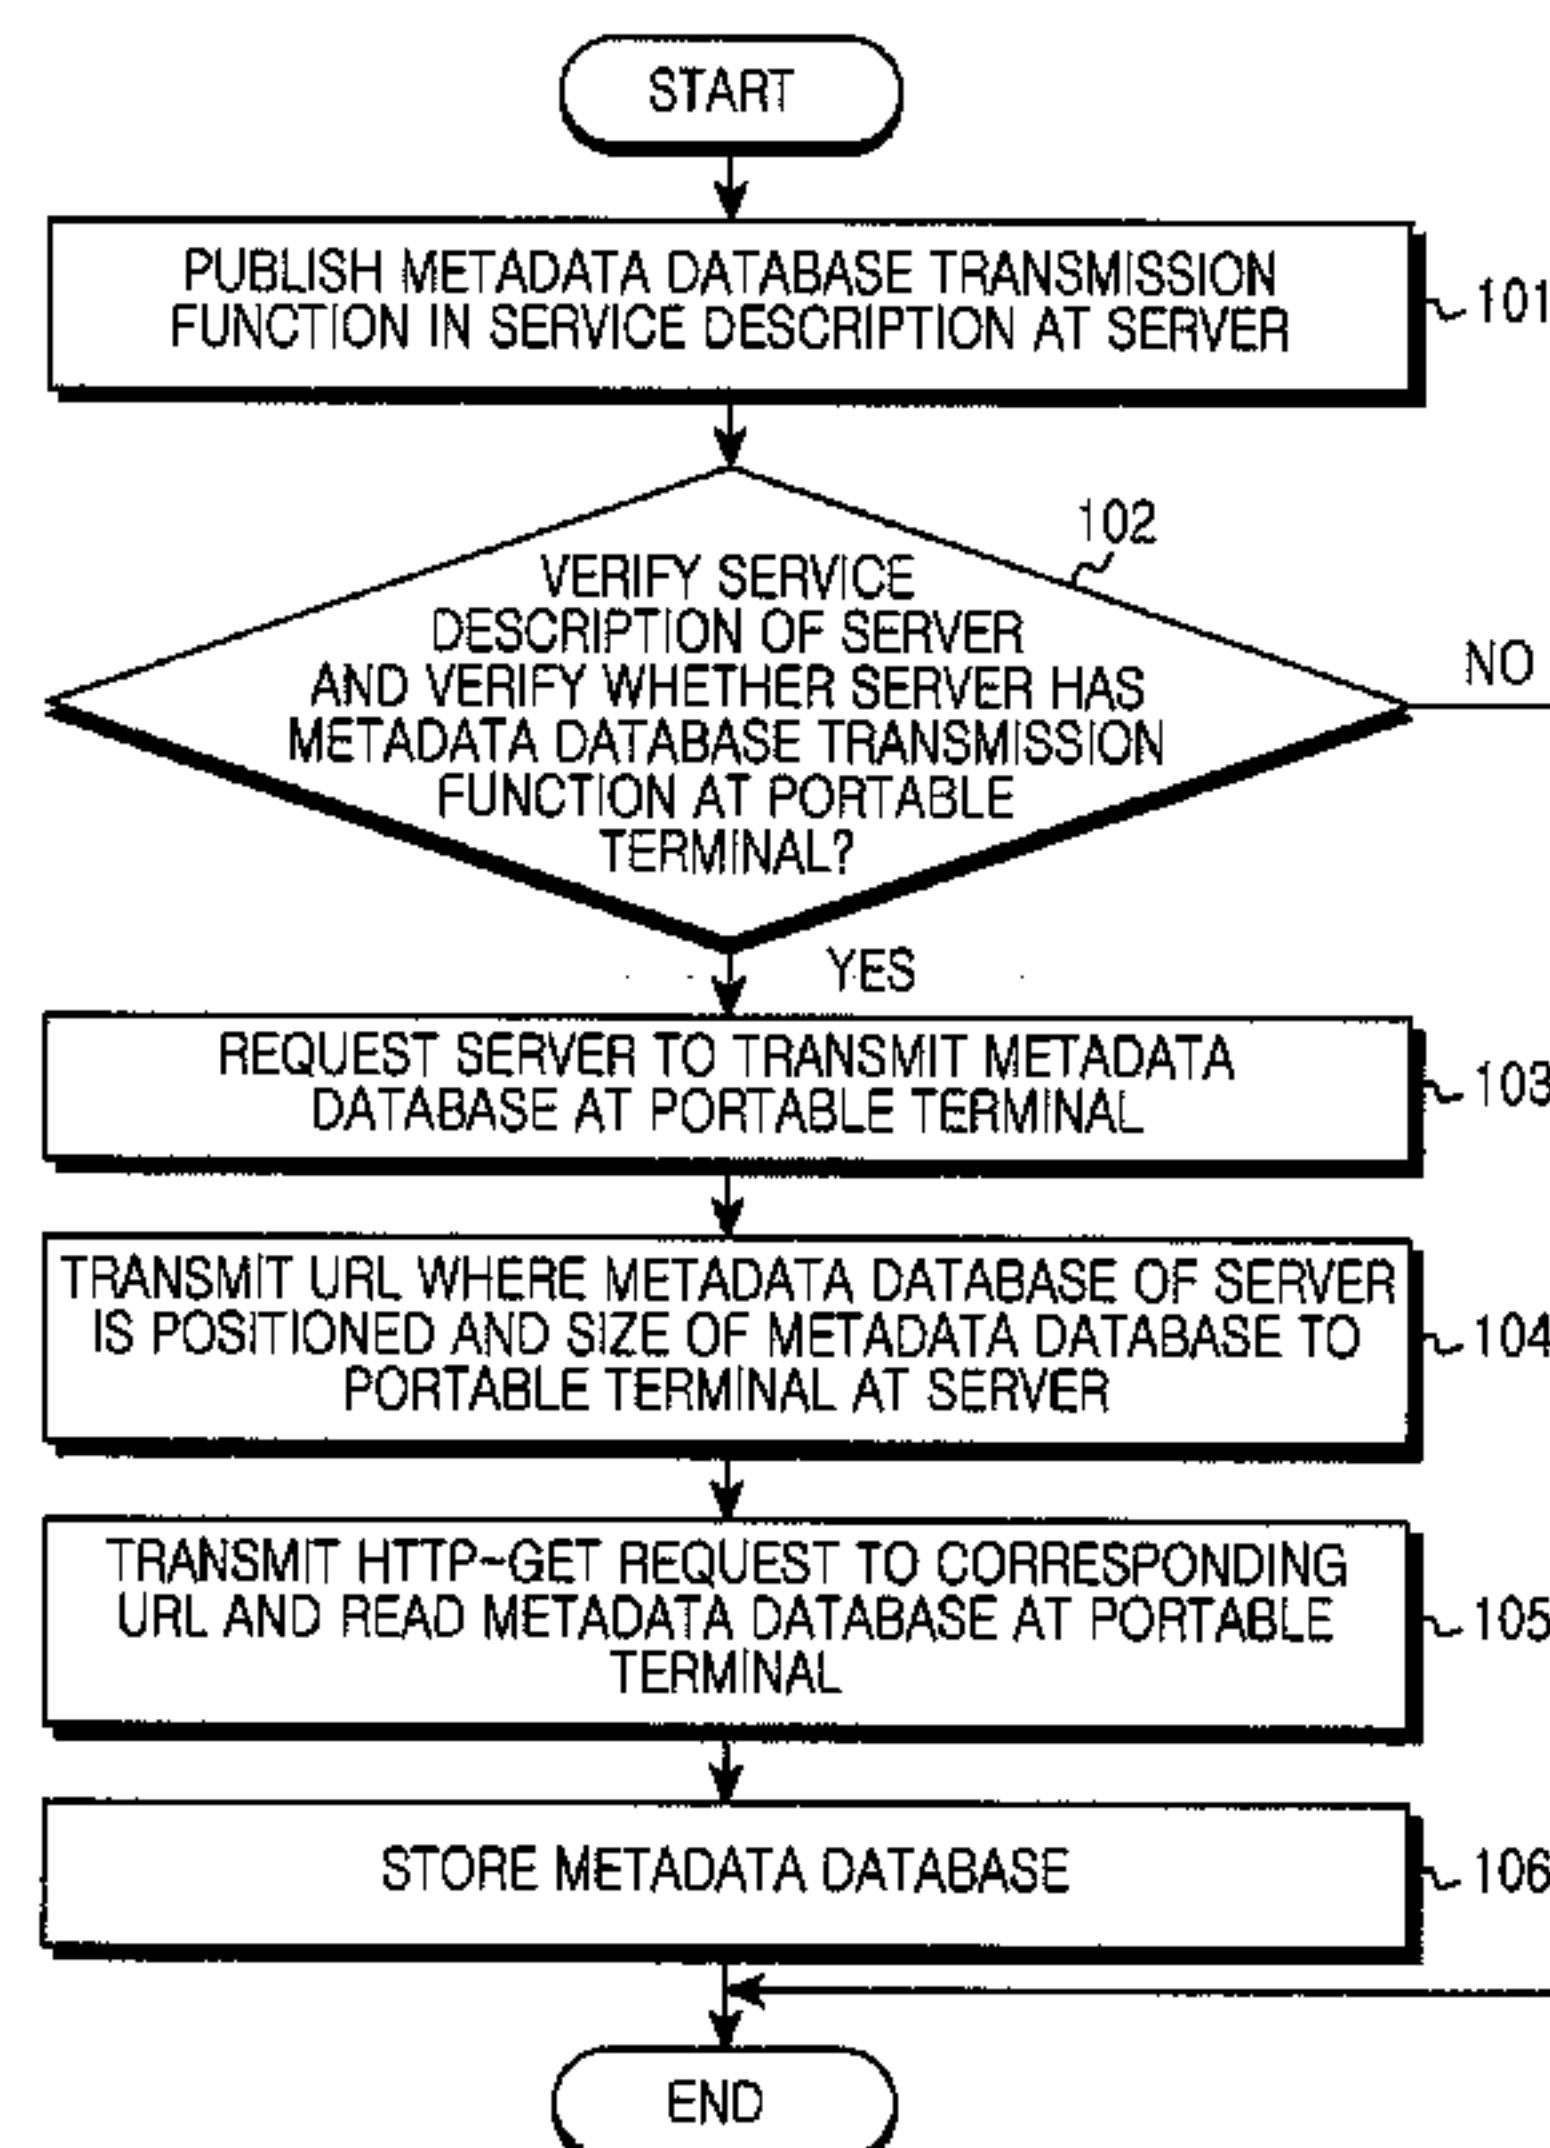 START
PUBLISH METADATA DATABASE TRANSMISSION
FUNCTION IN SERVICE DESCRIPTION AT SERVER
101
102
VERIFY SERVICE
DESCRIPTION OF SERVER
AND VERIFY WHETHER SERVER HAS
METADATA DATABASE TRANSMISSION
FUNCTION AT PORTABLE
TERMINAL?
NO
YES
REQUEST SERVER TO TRANSMIT METADATA
DATABASE AT PORTABLE TERMINAL
103
TRANSMIT URL WHERE METADATA DATABASE OF SERVER
IS POSITIONED AND SIZE OF METADATA DATABASE TO
PORTABLE TERMINAL AT SERVER
104
TRANSMIT HTTP-GET REQUEST TO CORRESPONDING
URL AND READ METADATA DATABASE AT PORTABLE
TERMINAL
105
STORE METADATA DATABASE
106
END